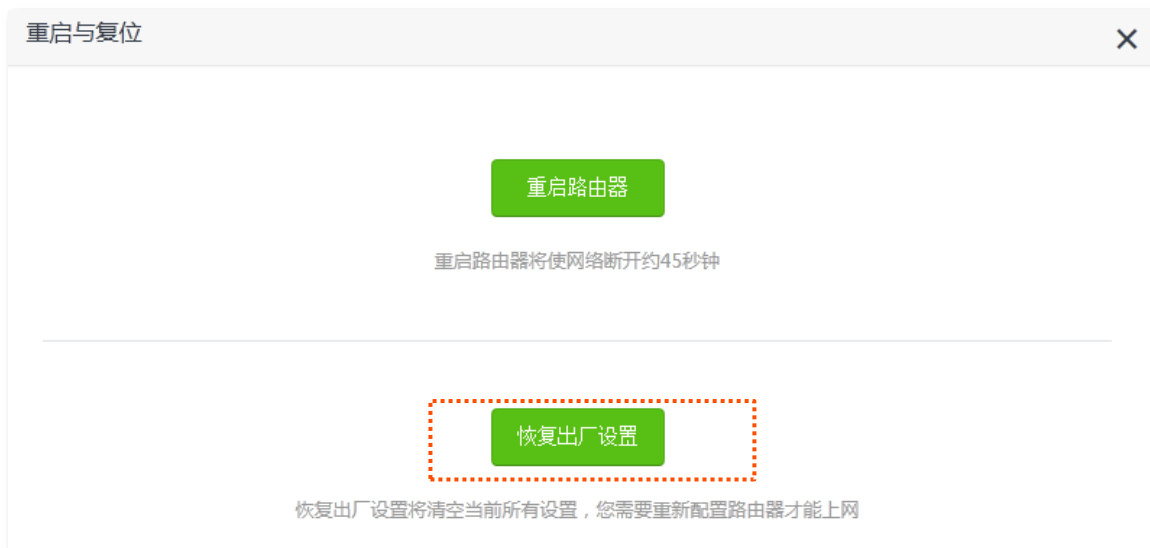 重启与复位
重启路由器
重启路由器将使网络断开约45秒钟
恢复出厂设置
恢复出厂设置将清空当前所有设置，您需要重新配置路由器才能上网